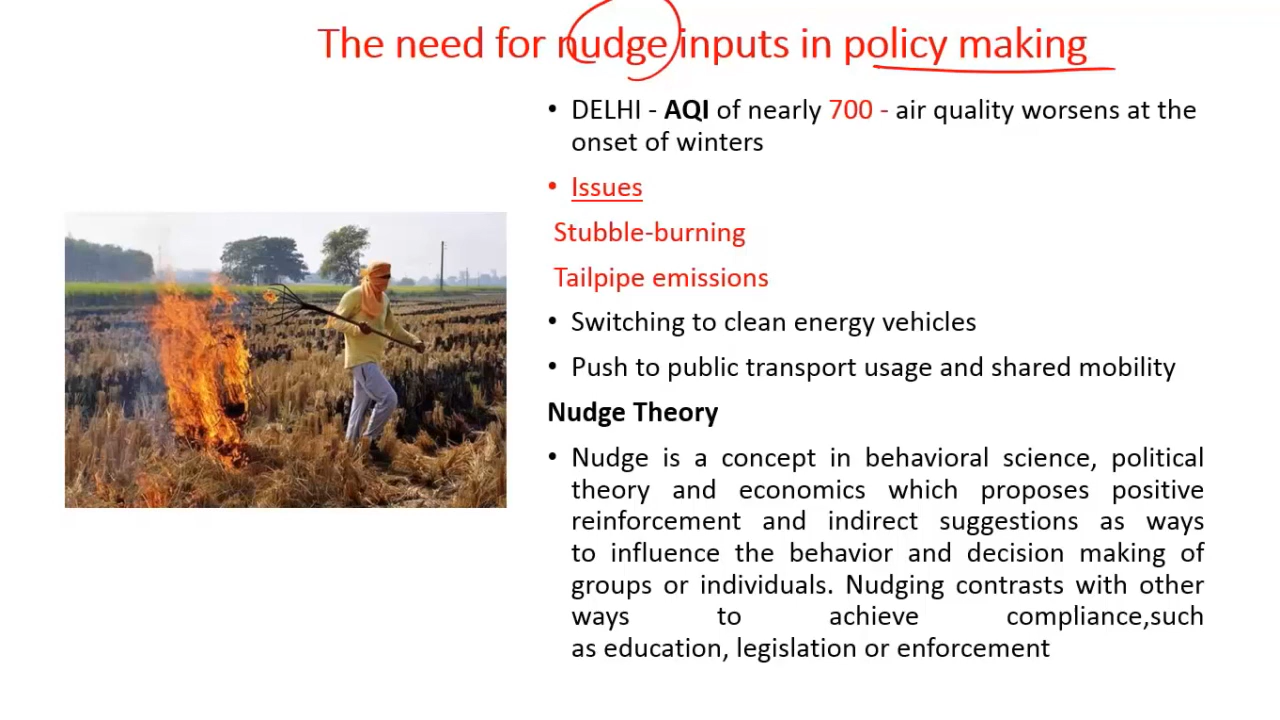 The need for nudge inputs in policy making
• DELHI - AQI of nearly 700 - air quality worsens at the
onset of winters
• Issues
Stubble-burning
Tailpipe emissions
• Switching to clean energy vehicles
• Push to public transport usage and shared mobility
Nudge Theory
• Nudge is a concept in behavioral science, political
theory and economics which proposes positive
reinforcement and indirect suggestions as ways
to influence the behavior and decision making of
groups or individuals. Nudging contrasts with other
ways to achieve compliance,such
as education, legislation or enforcement